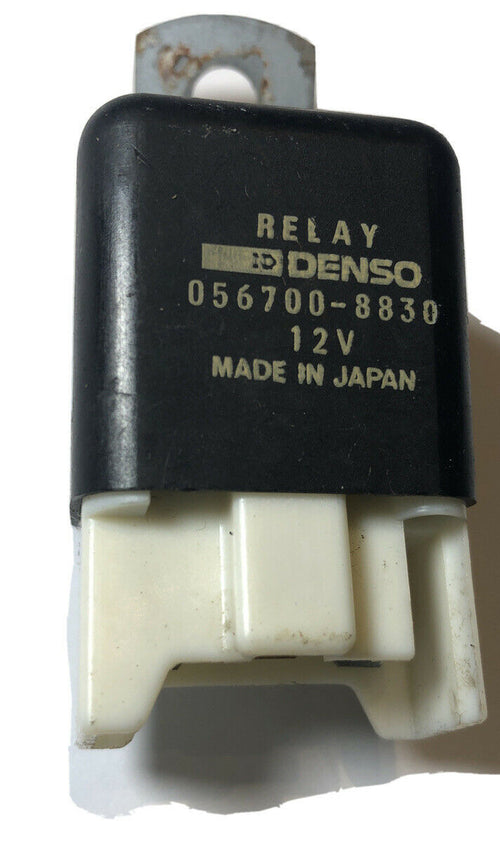 RELAY
DENSO
056700-8830
12V
MADE IN JAPAN